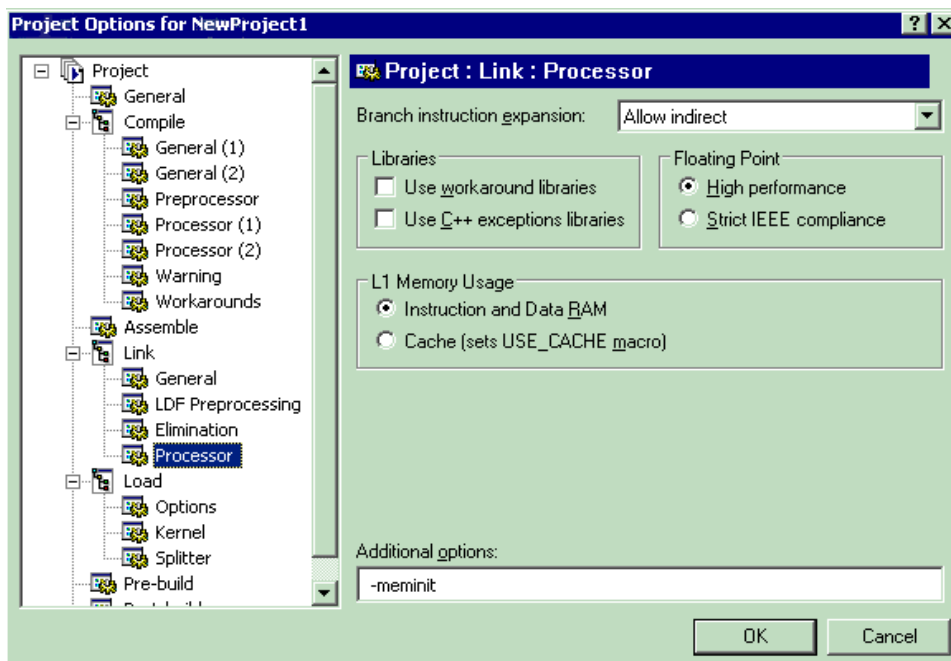 Project Options for NewProject1
Project
General
Compile
General (1)
General (2)
Preprocessor
Processor (1)
Processor (2)
Warning
Workarounds
Assemble
Link
General
LDF Preprocessing
Elimination
Processor
Load
Options
Kernel
Splitter
Pre-build
Project : Link : Processor
Branch instruction expansion:
Allow indirect
Libraries
Use workaround libraries
Use C++ exceptions libraries
Floating Point
High performance
Strict IEEE compliance
L1 Memory Usage
Instruction and Data RAM
Cache (sets USE_CACHE macro)
Additional options:
-meminit
OK
Cancel